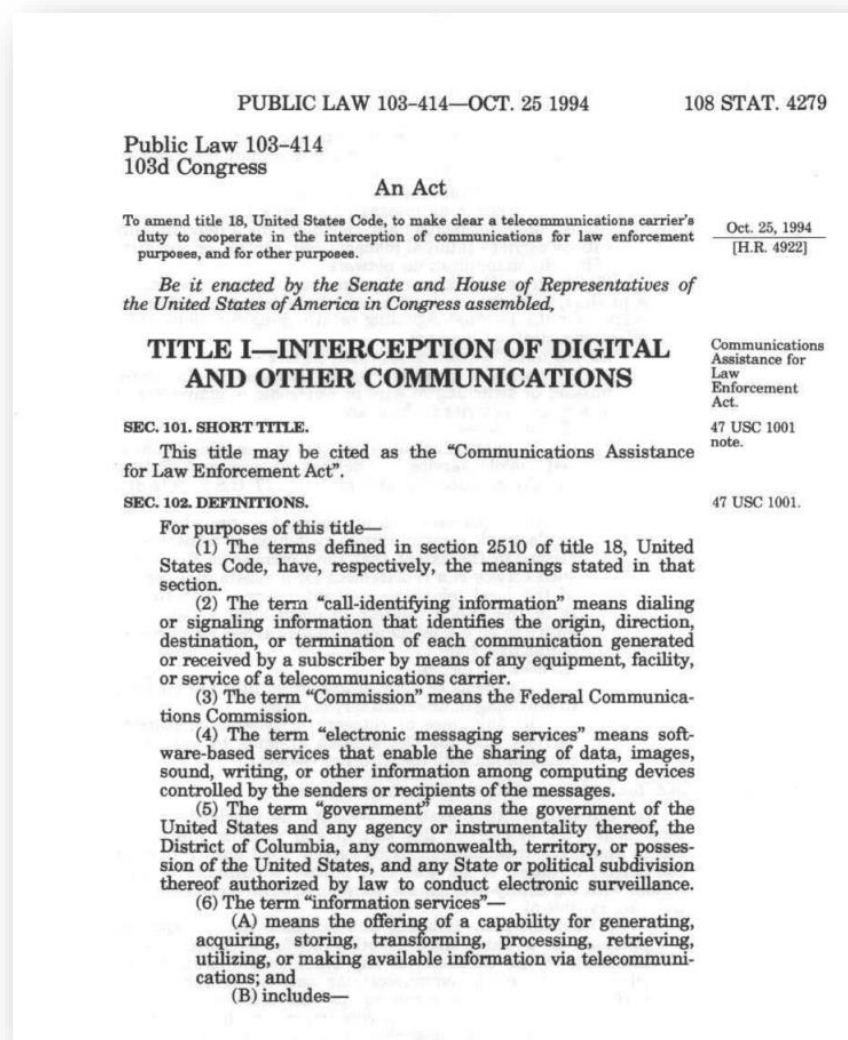 PUBLIC LAW 103–414—OCT. 25 1994 108 STAT. 4279
Public Law 103–414
103d Congress
An Act
To amend title 18, United States Code, to make clear a telecommunications carrier's
duty to cooperate in the interception of communications for law enforcement
purposes, and for other purposes.
Oct. 25, 1994
[H.R. 4922]
Be it enacted by the Senate and House of Representatives of
the United States of America in Congress assembled,
TITLE I—INTERCEPTION OF DIGITAL
AND OTHER COMMUNICATIONS
Communications
Assistance for
Law
Enforcement
Act.
SEC. 101. SHORT TITLE.
47 USC 1001
note.
This title may be cited as the “Communications Assistance
for Law Enforcement Act”.
SEC. 102. DEFINITIONS.
47 USC 1001.
For purposes of this title—
(1) The terms defined in section 2510 of title 18, United
States Code, have, respectively, the meanings stated in that
section.
(2) The term “call-identifying information” means dialing
or signaling information that identifies the origin, direction,
destination, or termination of each communication generated
or received by a subscriber by means of any equipment, facility,
or service of a telecommunications carrier.
(3) The term “Commission” means the Federal Communica-
tions Commission.
(4) The term “electronic messaging services” means soft-
ware-based services that enable the sharing of data, images,
sound, writing, or other information among computing devices
controlled by the senders or recipients of the messages.
(5) The term “government” means the government of the
United States and any agency or instrumentality thereof, the
District of Columbia, any commonwealth, territory, or posses-
sion of the United States, and any State or political subdivision
thereof authorized by law to conduct electronic surveillance.
(6) The term “information services”—
(A) means the offering of a capability for generating,
acquiring, storing, transforming, processing, retrieving,
utilizing, or making available information via telecommuni-
cations; and
(B) includes—